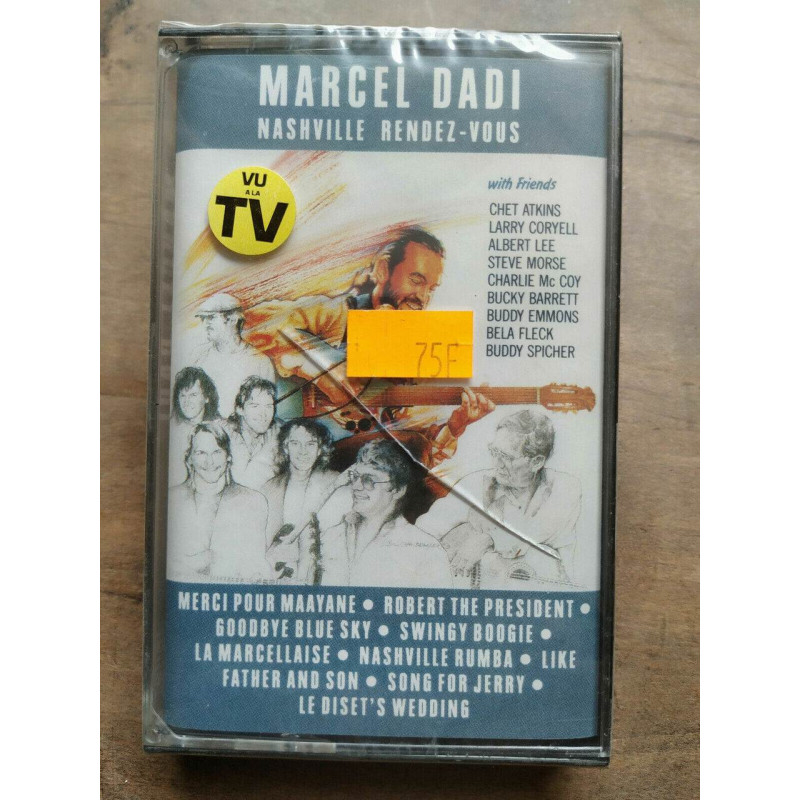 MARCEL DADI
NASHVILLE RENDEZ-VOUS
VU
A LA
TV
with Friends
CHET ATKINS
LARRY CORYELL
ALBERT LEE
STEVE MORSE
CHARLIE Mc COY
BUCKY BARRETT
BUDDY EMMONS
BELA FLECK
BUDDY SPICHER
75F
MERCI POUR MAAYANE • ROBERT THE PRESIDENT •
GOODBYE BLUE SKY • SWINGY BOOGIE •
LA MARCELLAISE • NASHVILLE RUMBA • LIKE
FATHER AND SON • SONG FOR JERRY •
LE DISET'S WEDDING